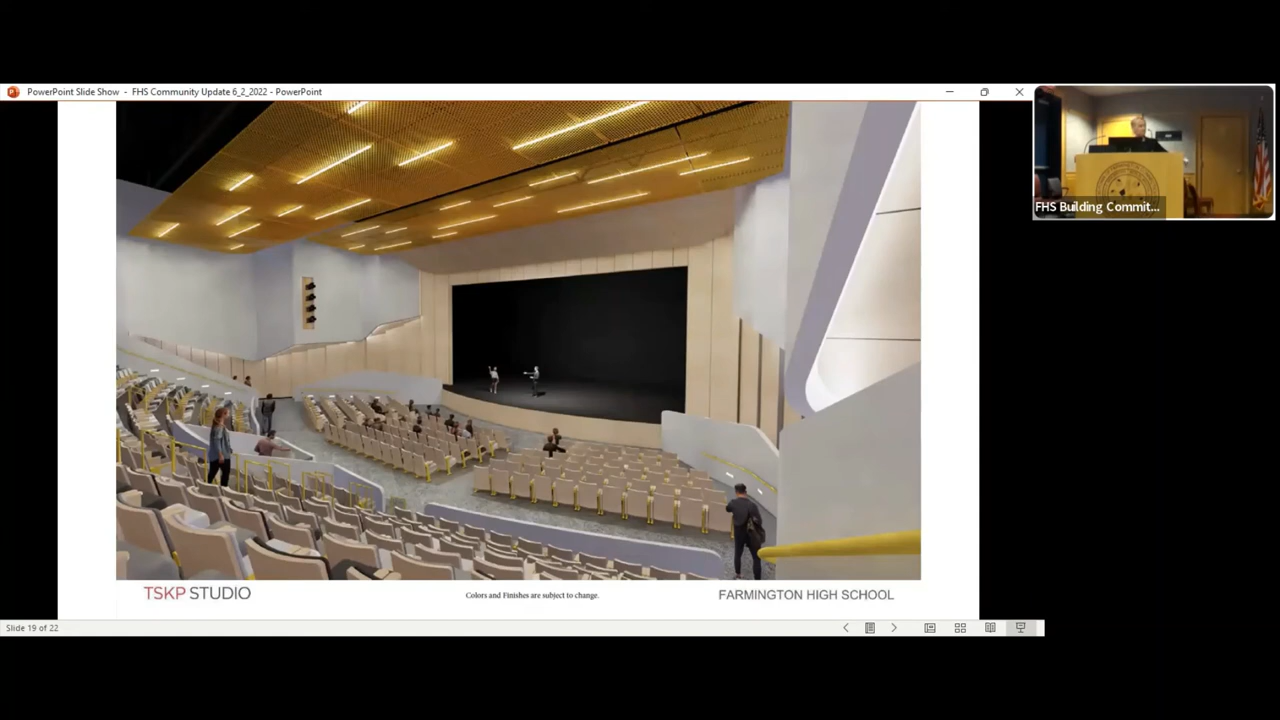 PowerPoint Slide Show - FHS Community Update 6_2_2022 - PowerPoint
FHS Building Commit...
TSKP STUDIO
Colors and Finishes are subject to change.
FARMINGTON HIGH SCHOOL
Slide 19 of 22